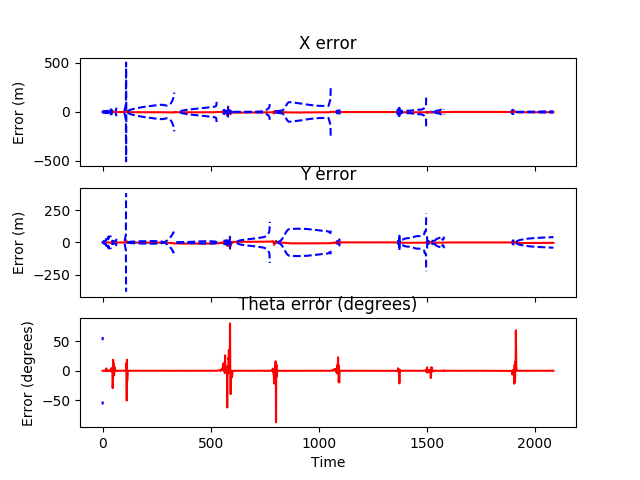 X error
500
0
−500
Error (m)
Y error
250
0
−250
Error (m)
Theta error (degrees)
50
0
−50
Error (degrees)
0 500 1000 1500 2000
Time